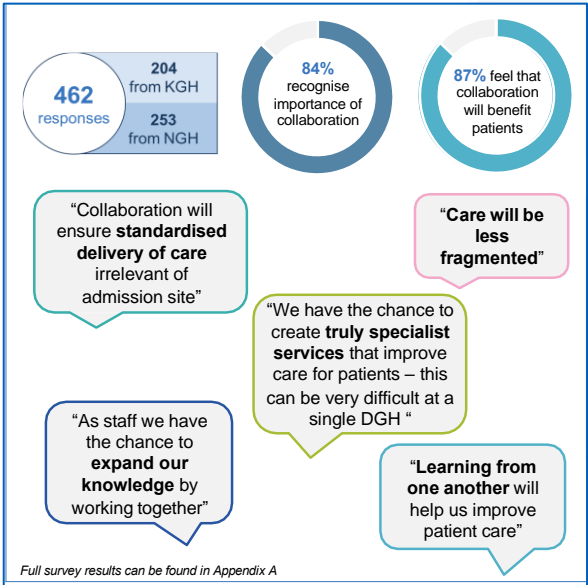 462
responses
204
from KGH
253
from NGH
84%
recognise
importance of
collaboration
87% feel that
collaboration
will benefit
patients
“Collaboration will
ensure standardised
delivery of care
irrelevant of
admission site”
“Care will be
less
fragmented”
“We have the chance to
create truly specialist
services that improve
care for patients – this
can be very difficult at a
single DGH “
“As staff we have
the chance to
expand our
knowledge by
working together”
“Learning from
one another will
help us improve
patient care”
Full survey results can be found in Appendix A